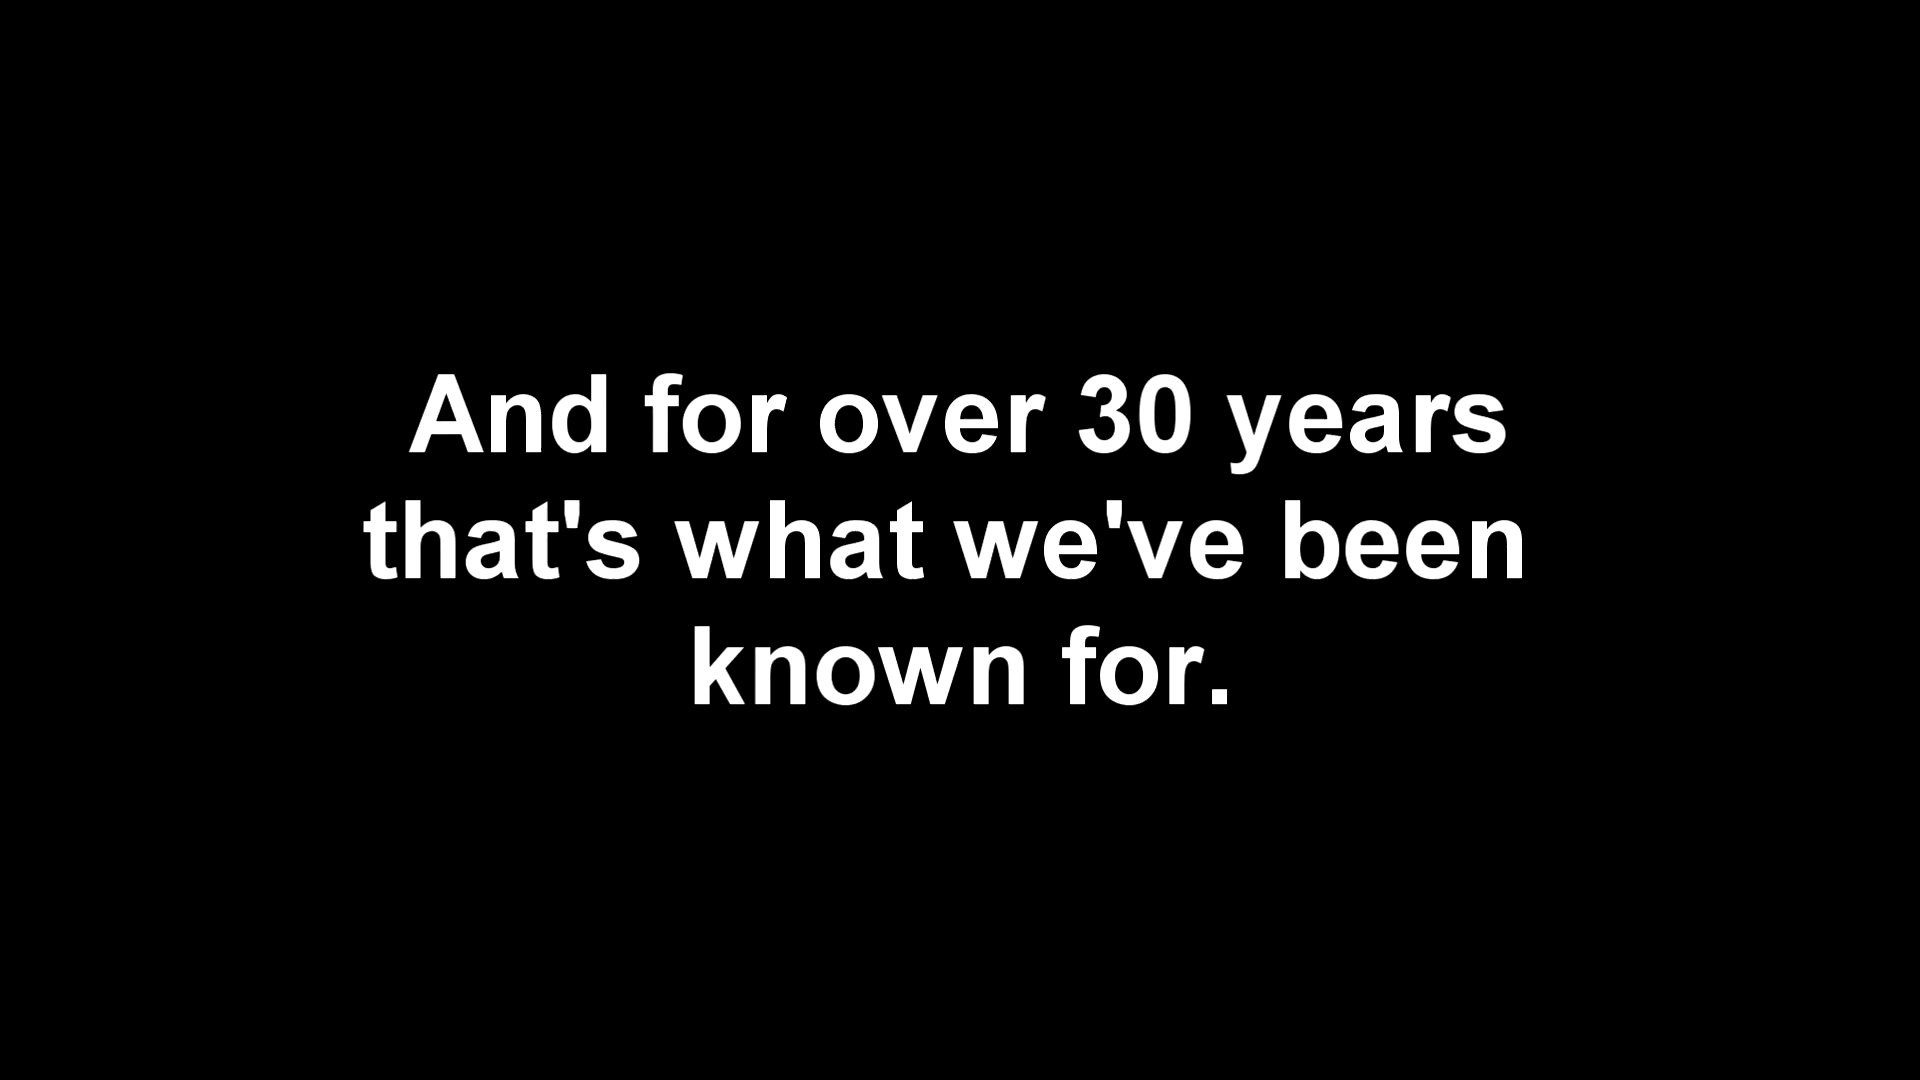 And for over 30 years
that's what we've been
known for.